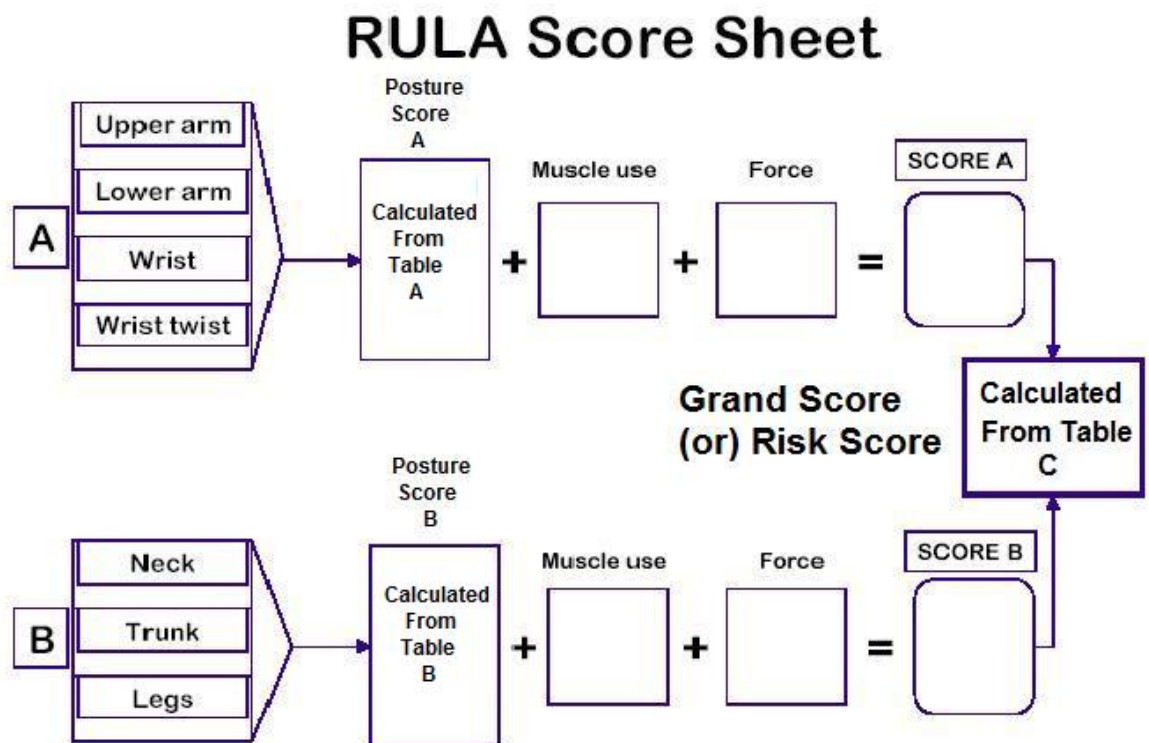 RULA Score Sheet
Posture
Score
A
Upper arm
Lower arm
A
Wrist
Wrist twist
Calculated
From
Table
A
+
Muscle use
+
Force
=
SCORE A
Grand Score
(or) Risk Score
Calculated
From Table
C
Posture
Score
B
Neck
B
Trunk
Legs
Calculated
From
Table
B
+
Muscle use
+
Force
=
SCORE B